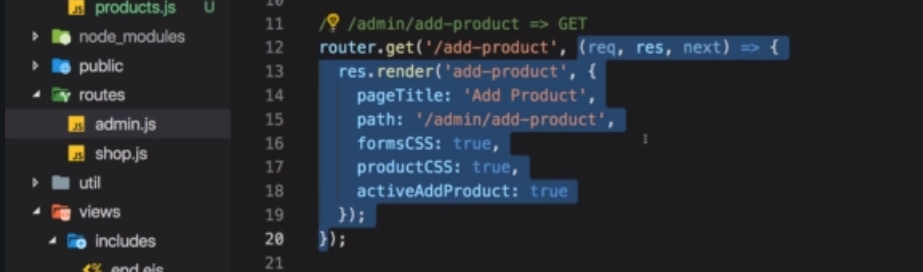 products.js U
node_modules
public
routes
admin.js
shop.js
util
views
includes
end.ejs
10
11 // /admin/add-product => GET
12 router.get('/add-product', (req, res, next) => {
13 res.render('add-product', {
14 pageTitle: 'Add Product',
15 path: '/admin/add-product',
16 formsCSS: true,
17 productCSS: true,
18 activeAddProduct: true
19 });
20 });
21